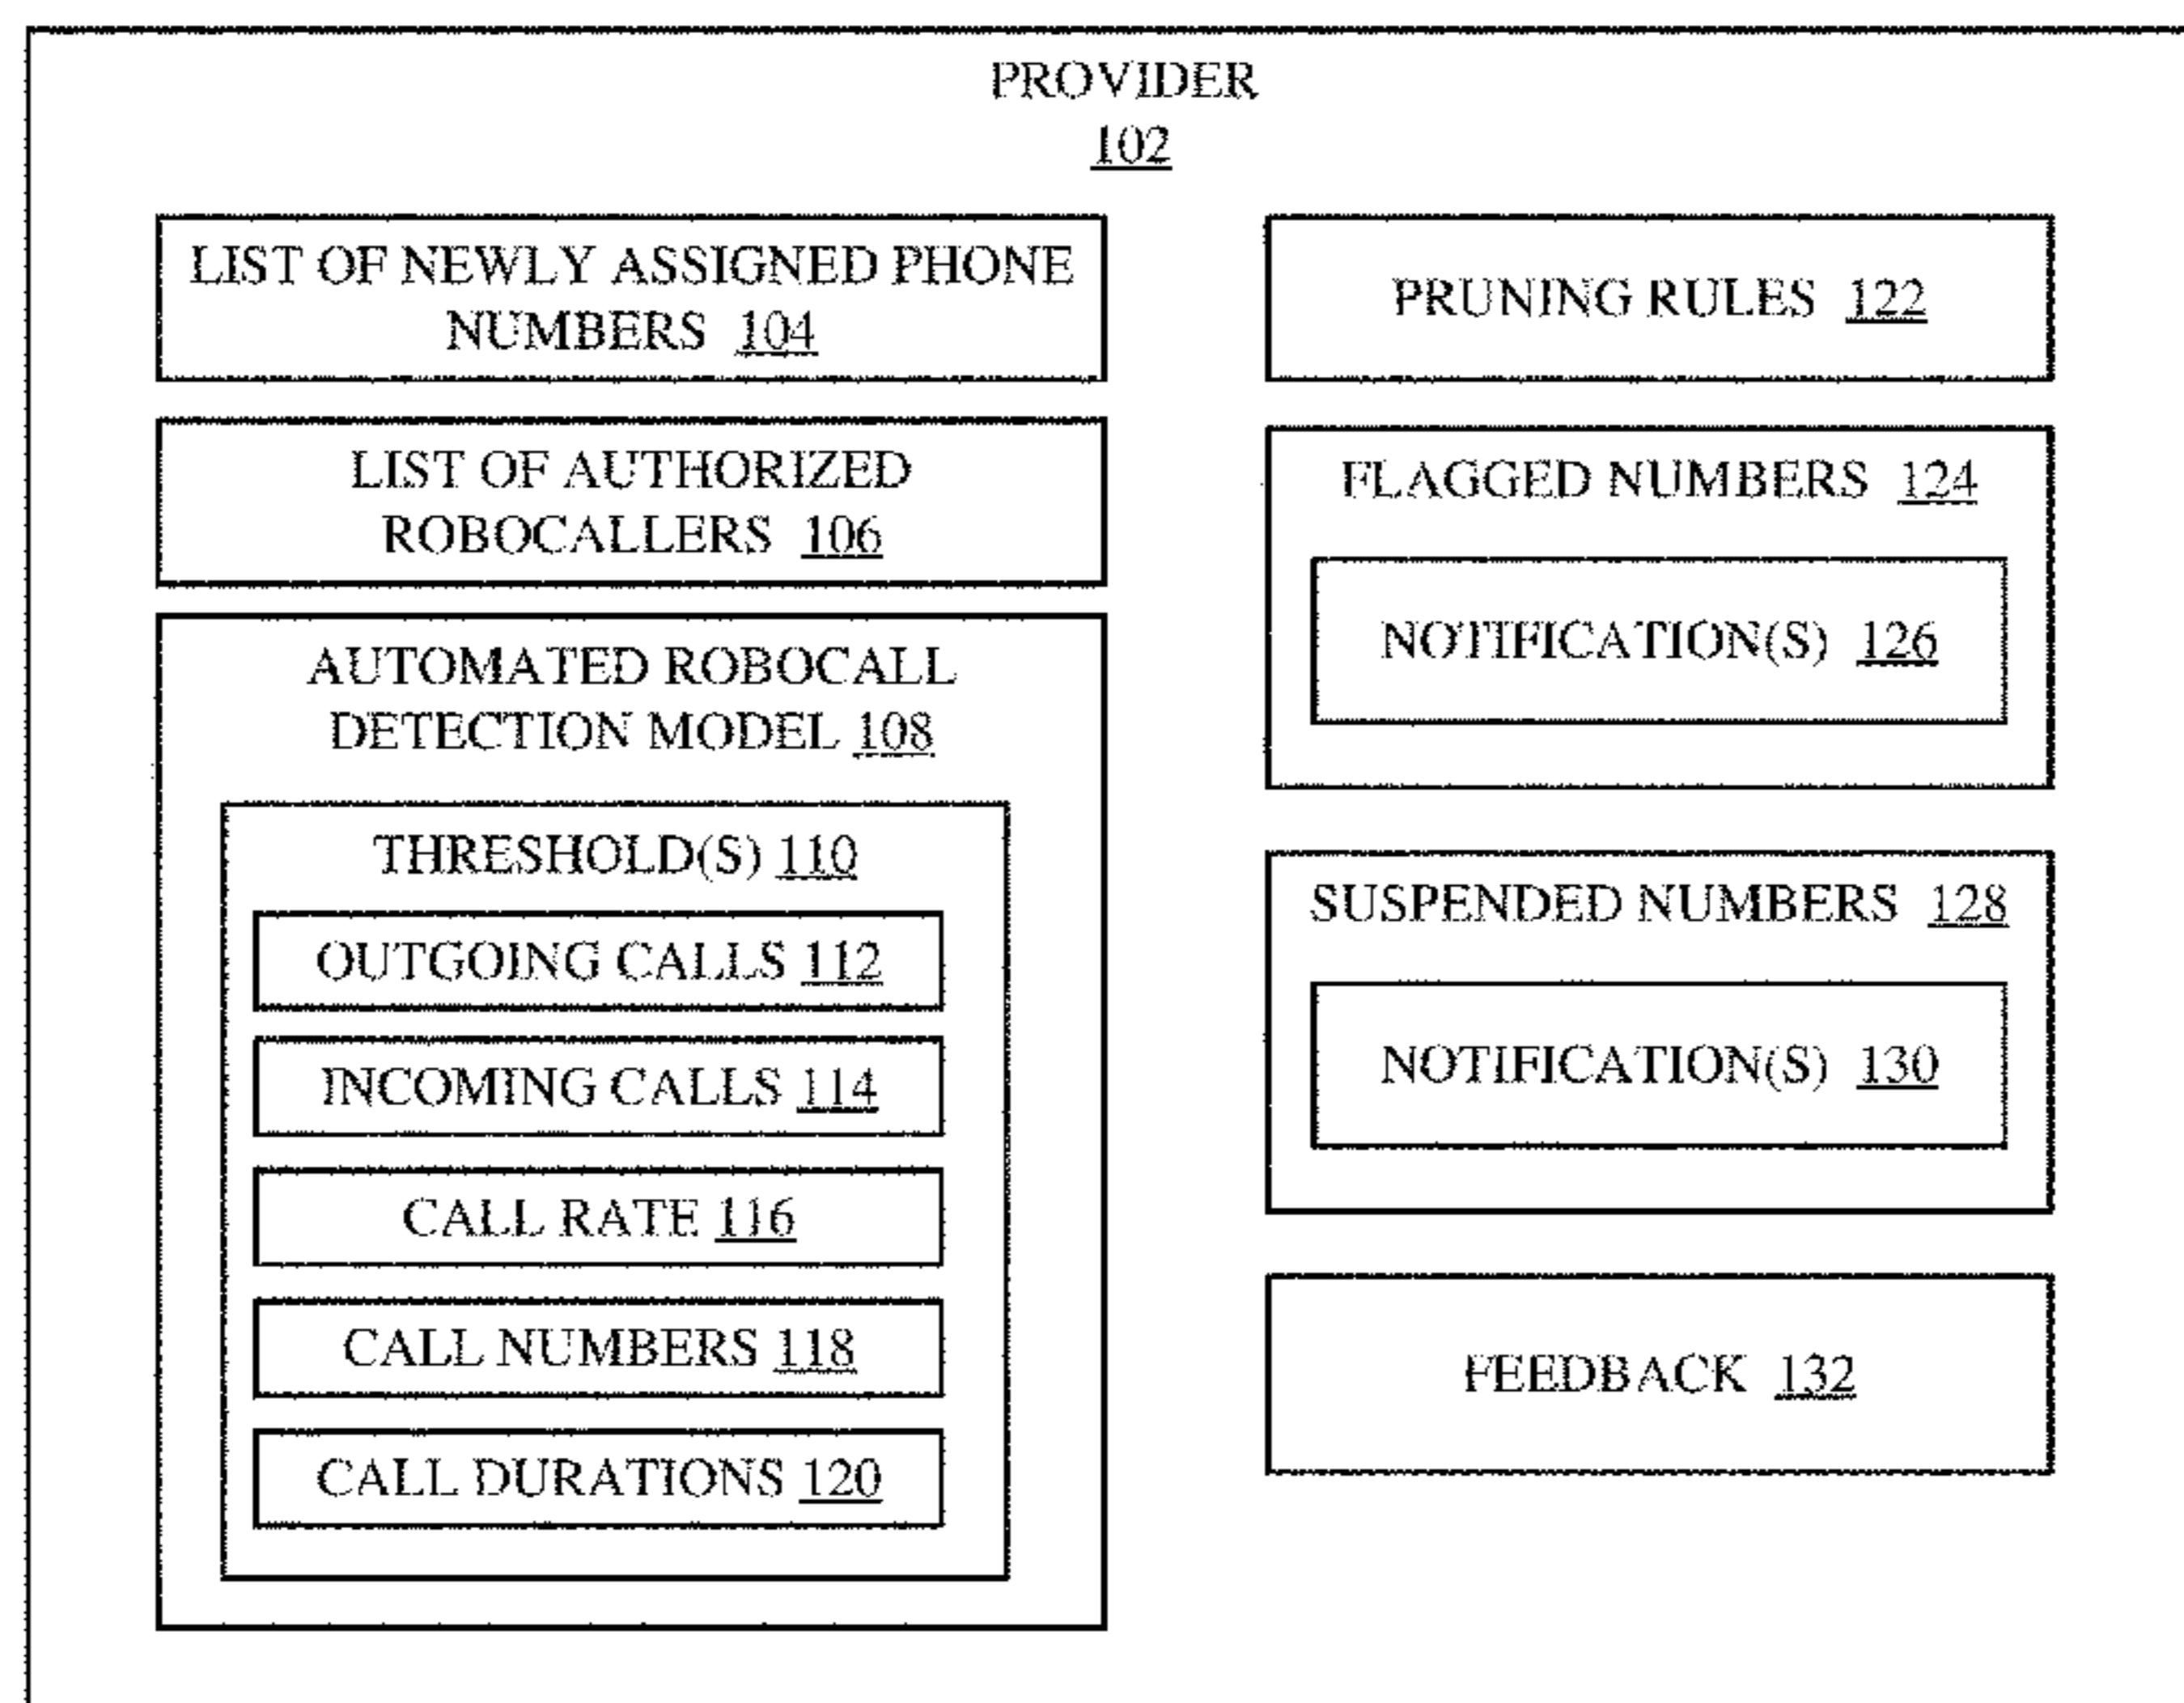 PROVIDER
102
LIST OF NEWLY ASSIGNED PHONE
NUMBERS 104
LIST OF AUTHORIZED
ROBOCALLERS 106
AUTOMATED ROBOCALL
DETECTION MODEL 108
THRESHOLD(S) 110
OUTGOING CALLS 112
INCOMING CALLS 114
CALL RATE 116
CALL NUMBERS 118
CALL DURATIONS 120
PRUNING RULES 122
FLAGGED NUMBERS 124
NOTIFICATION(S) 126
SUSPENDED NUMBERS 128
NOTIFICATION(S) 130
FEEDBACK 132